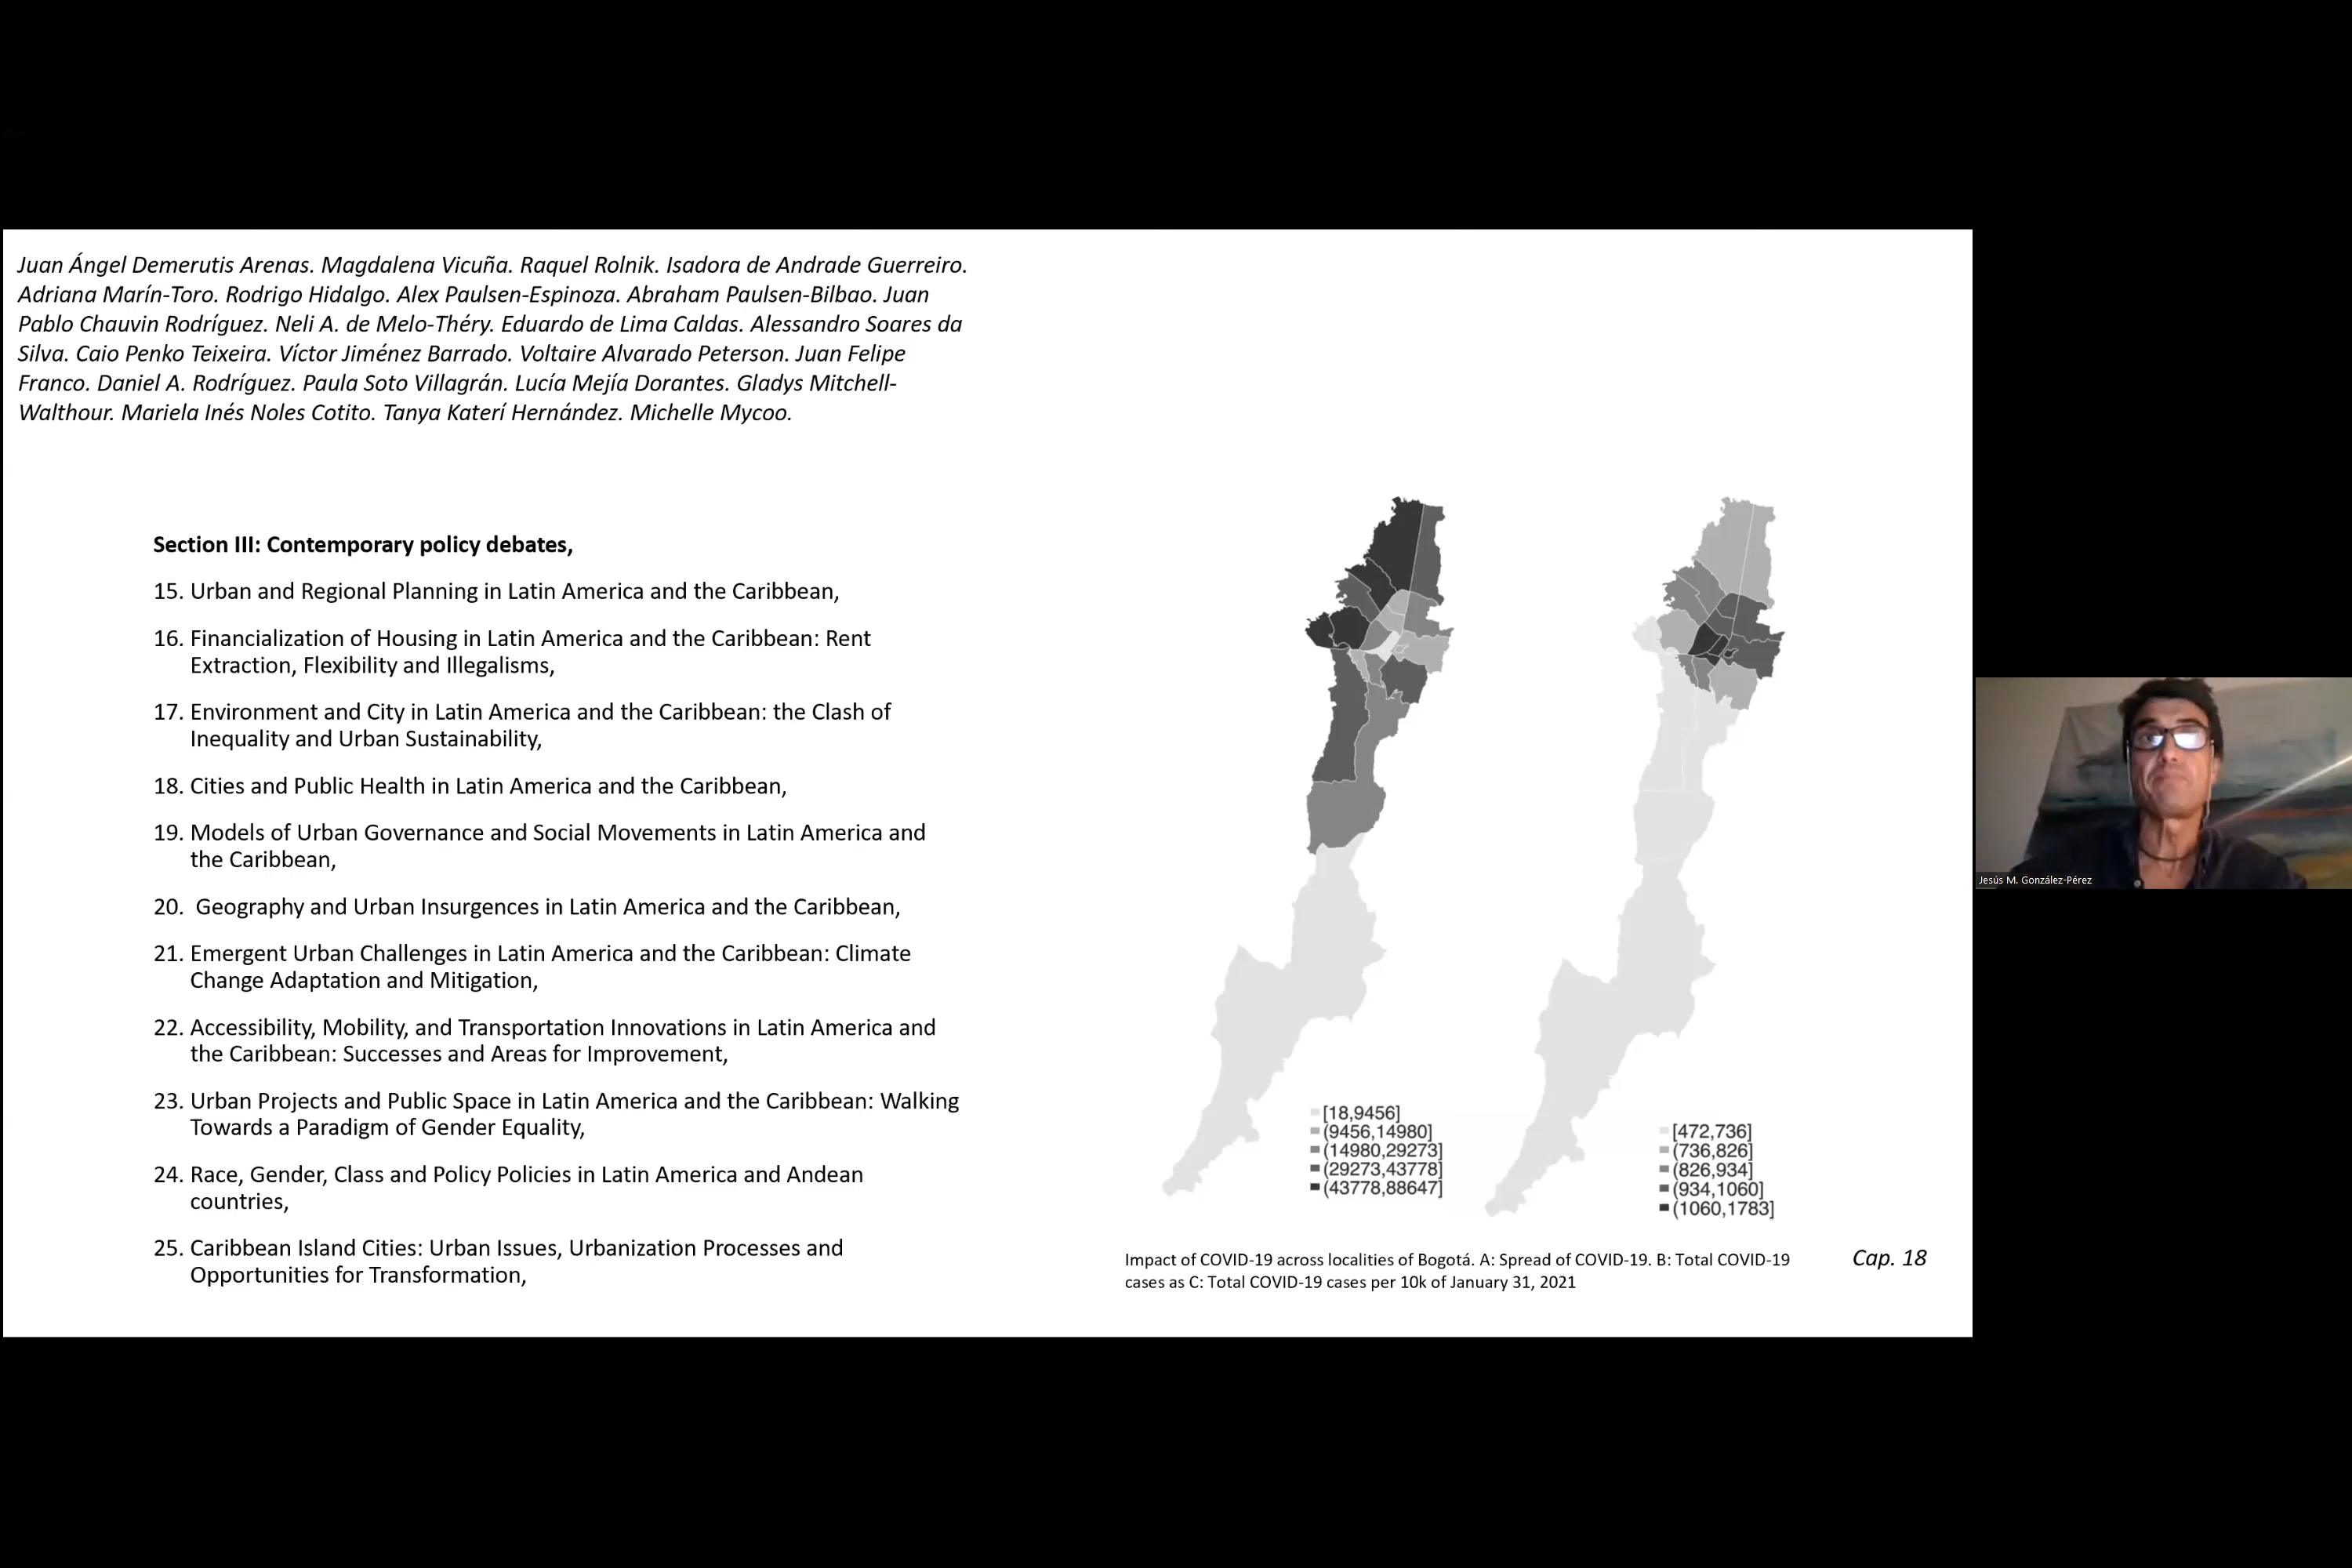 Juan Ángel Demerutis Arenas. Magdalena Vicuña. Raquel Rolnik. Isadora de Andrade Guerreiro.
Adriana Marín-Toro. Rodrigo Hidalgo. Alex Paulsen-Espinoza. Abraham Paulsen-Bilbao. Juan
Pablo Chauvin Rodríguez. Neli A. de Melo-Théry. Eduardo de Lima Caldas. Alessandro Soares da
Silva. Caio Penko Teixeira. Víctor Jiménez Barrado. Voltaire Alvarado Peterson. Juan Felipe
Franco. Daniel A. Rodríguez. Paula Soto Villagrán. Lucía Mejía Dorantes. Gladys Mitchell-
Walthour. Mariela Inés Noles Cotito. Tanya Katerí Hernández. Michelle Mycoo.
Section III: Contemporary policy debates,
15. Urban and Regional Planning in Latin America and the Caribbean,
16. Financialization of Housing in Latin America and the Caribbean: Rent
Extraction, Flexibility and Illegalisms,
17. Environment and City in Latin America and the Caribbean: the Clash of
Inequality and Urban Sustainability,
18. Cities and Public Health in Latin America and the Caribbean,
19. Models of Urban Governance and Social Movements in Latin America and
the Caribbean,
20. Geography and Urban Insurgences in Latin America and the Caribbean,
21. Emergent Urban Challenges in Latin America and the Caribbean: Climate
Change Adaptation and Mitigation,
22. Accessibility, Mobility, and Transportation Innovations in Latin America and
the Caribbean: Successes and Areas for Improvement,
23. Urban Projects and Public Space in Latin America and the Caribbean: Walking
Towards a Paradigm of Gender Equality,
24. Race, Gender, Class and Policy Policies in Latin America and Andean
countries,
25. Caribbean Island Cities: Urban Issues, Urbanization Processes and
Opportunities for Transformation,
[18,9456]
(9456,14980]
(14980,29273]
(29273,43778]
(43778,88647]
[472,736]
(736,826]
(826,934]
(934,1060]
(1060,1783]
Impact of COVID-19 across localities of Bogotá. A: Spread of COVID-19. B: Total COVID-19
cases as C: Total COVID-19 cases per 10k of January 31, 2021
Cap. 18
Jesús M. González-Pérez